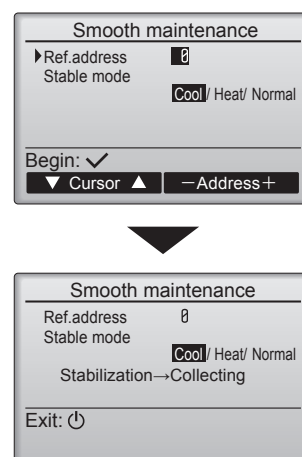 Smooth maintenance
Ref.address 0
Stable mode
Cool / Heat/ Normal
Begin: ✓
▼ Cursor ▲ －Address＋
Smooth maintenance
Ref.address 0
Stable mode
Cool / Heat/ Normal
Stabilization→Collecting
Exit: